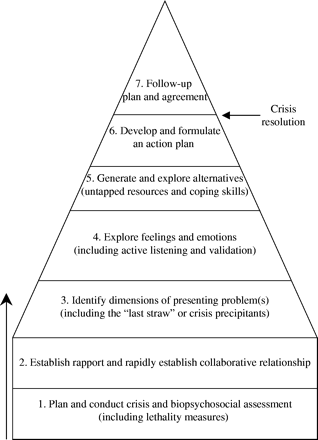 7. Follow-up
plan and agreement
Crisis
resolution
6. Develop and formulate
an action plan
5. Generate and explore alternatives
(untapped resources and coping skills)
4. Explore feelings and emotions
(including active listening and validation)
3. Identify dimensions of presenting problem(s)
(including the “last straw” or crisis precipitants)
2. Establish rapport and rapidly establish collaborative relationship
1. Plan and conduct crisis and biopsychosocial assessment
(including lethality measures)